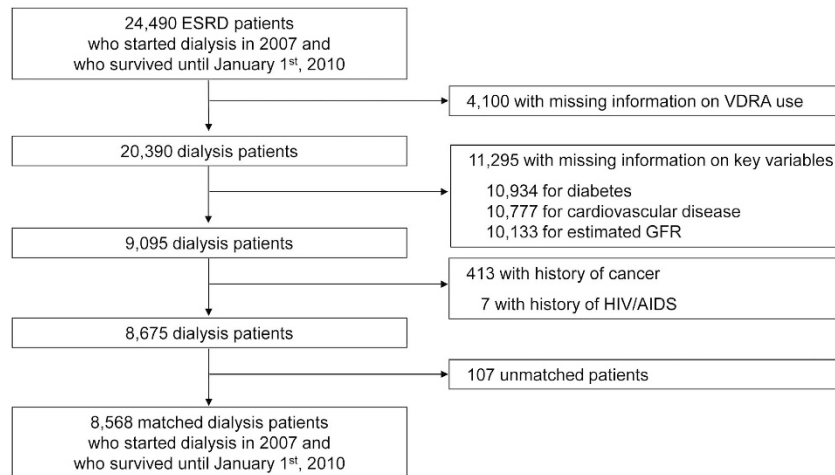 24,490 ESRD patients
who started dialysis in 2007 and
who survived until January 1st, 2010
4,100 with missing information on VDRA use
20,390 dialysis patients
11,295 with missing information on key variables
10,934 for diabetes
10,777 for cardiovascular disease
10,133 for estimated GFR
9,095 dialysis patients
413 with history of cancer
7 with history of HIV/AIDS
8,675 dialysis patients
107 unmatched patients
8,568 matched dialysis patients
who started dialysis in 2007 and
who survived until January 1st, 2010